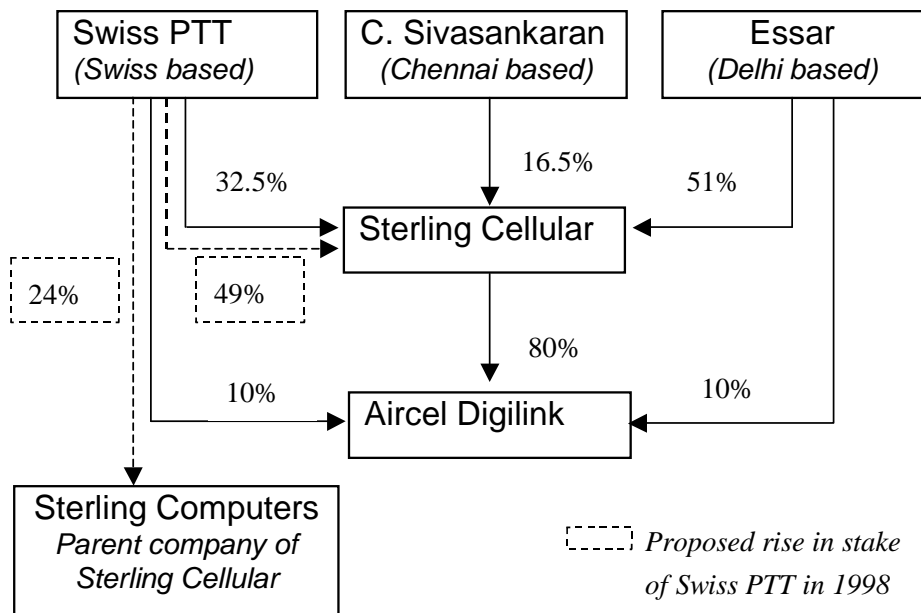 Swiss PTT
(Swiss based)
C. Sivasankaran
(Chennai based)
Essar
(Delhi based)
32.5%
16.5%
51%
Sterling Cellular
24%
49%
80%
10%
Aircel Digilink
10%
Sterling Computers
Parent company of
Sterling Cellular
Proposed rise in stake
of Swiss PTT in 1998